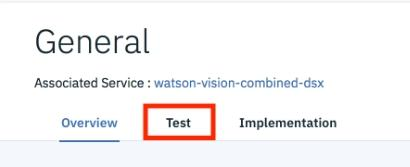 General
Associated Service : watson-vision-combined-dsx
Overview Test Implementation